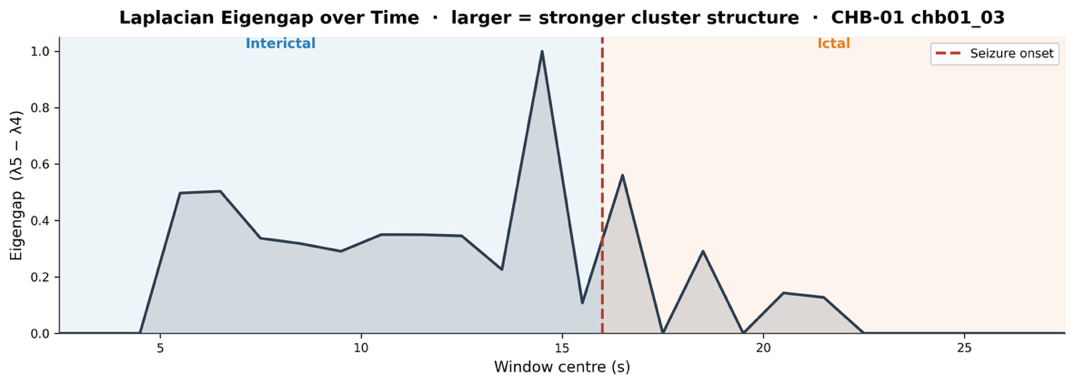 Laplacian Eigengap over Time · larger = stronger cluster structure · CHB-01 chb01_03
Interictal
Ictal
Seizure onset
Eigengap (λ5 − λ4)
1.0
0.8
0.6
0.4
0.2
0.0
5
10
15
20
25
Window centre (s)